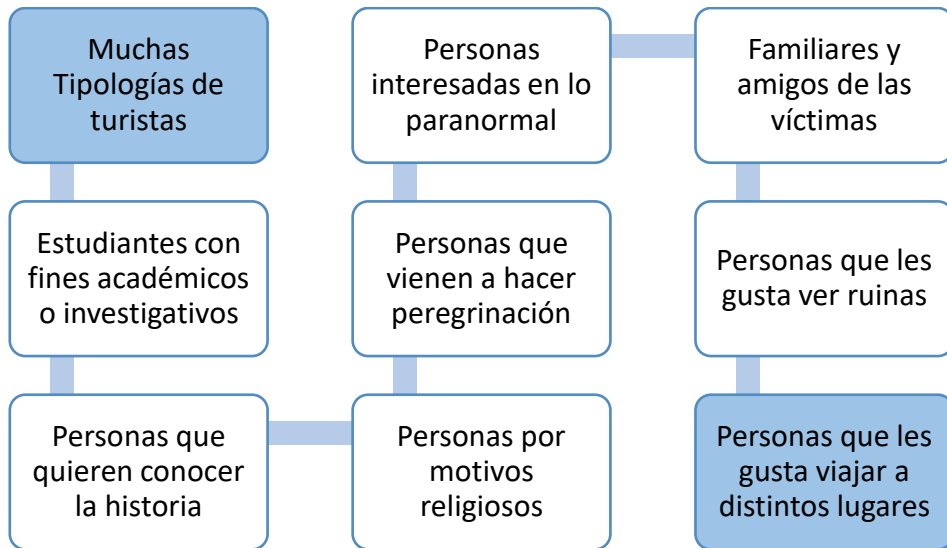 Muchas
Tipologías de
turistas
Estudiantes con
fines académicos
o investigativos
Personas que
quieren conocer
la historia
Personas por
motivos
religiosos
Personas que
vienen a hacer
peregrinación
Personas
interesadas en lo
paranormal
Familiares y
amigos de las
víctimas
Personas que les
gusta ver ruinas
Personas que les
gusta viajar a
distintos lugares